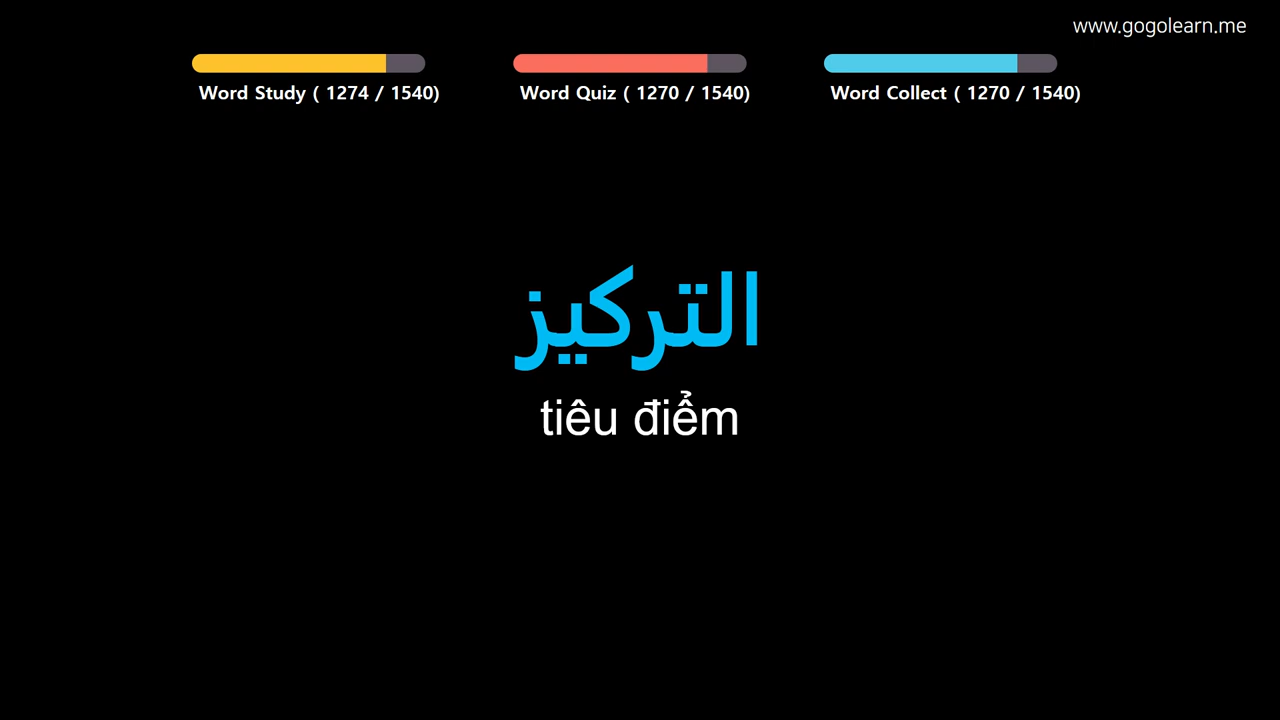 www.gogolearn.me
Word Study ( 1274 / 1540)
Word Quiz ( 1270 / 1540)
Word Collect ( 1270 / 1540)
التركيز
tiêu điểm